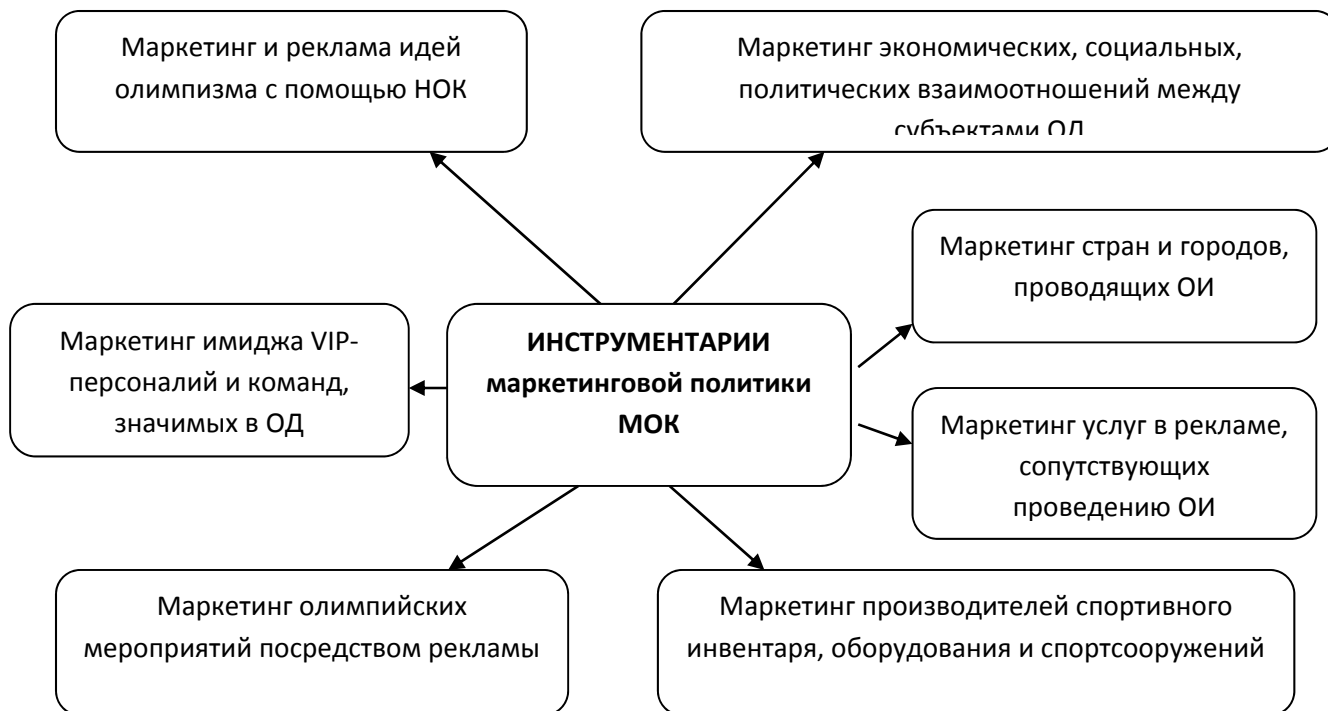 Маркетинг и реклама идей
олимпизма с помощью НОК
Маркетинг экономических, социальных,
политических взаимоотношений между
субъектами ОД
Маркетинг стран и городов,
проводящих ОИ
Маркетинг имиджа VIP-
персоналий и команд,
значимых в ОД
ИНСТРУМЕНТАРИИ
маркетинговой политики
МОК
Маркетинг услуг в рекламе,
сопутствующих
проведению ОИ
Маркетинг олимпийских
мероприятий посредством рекламы
Маркетинг производителей спортивного
инвентаря, оборудования и спортсооружений